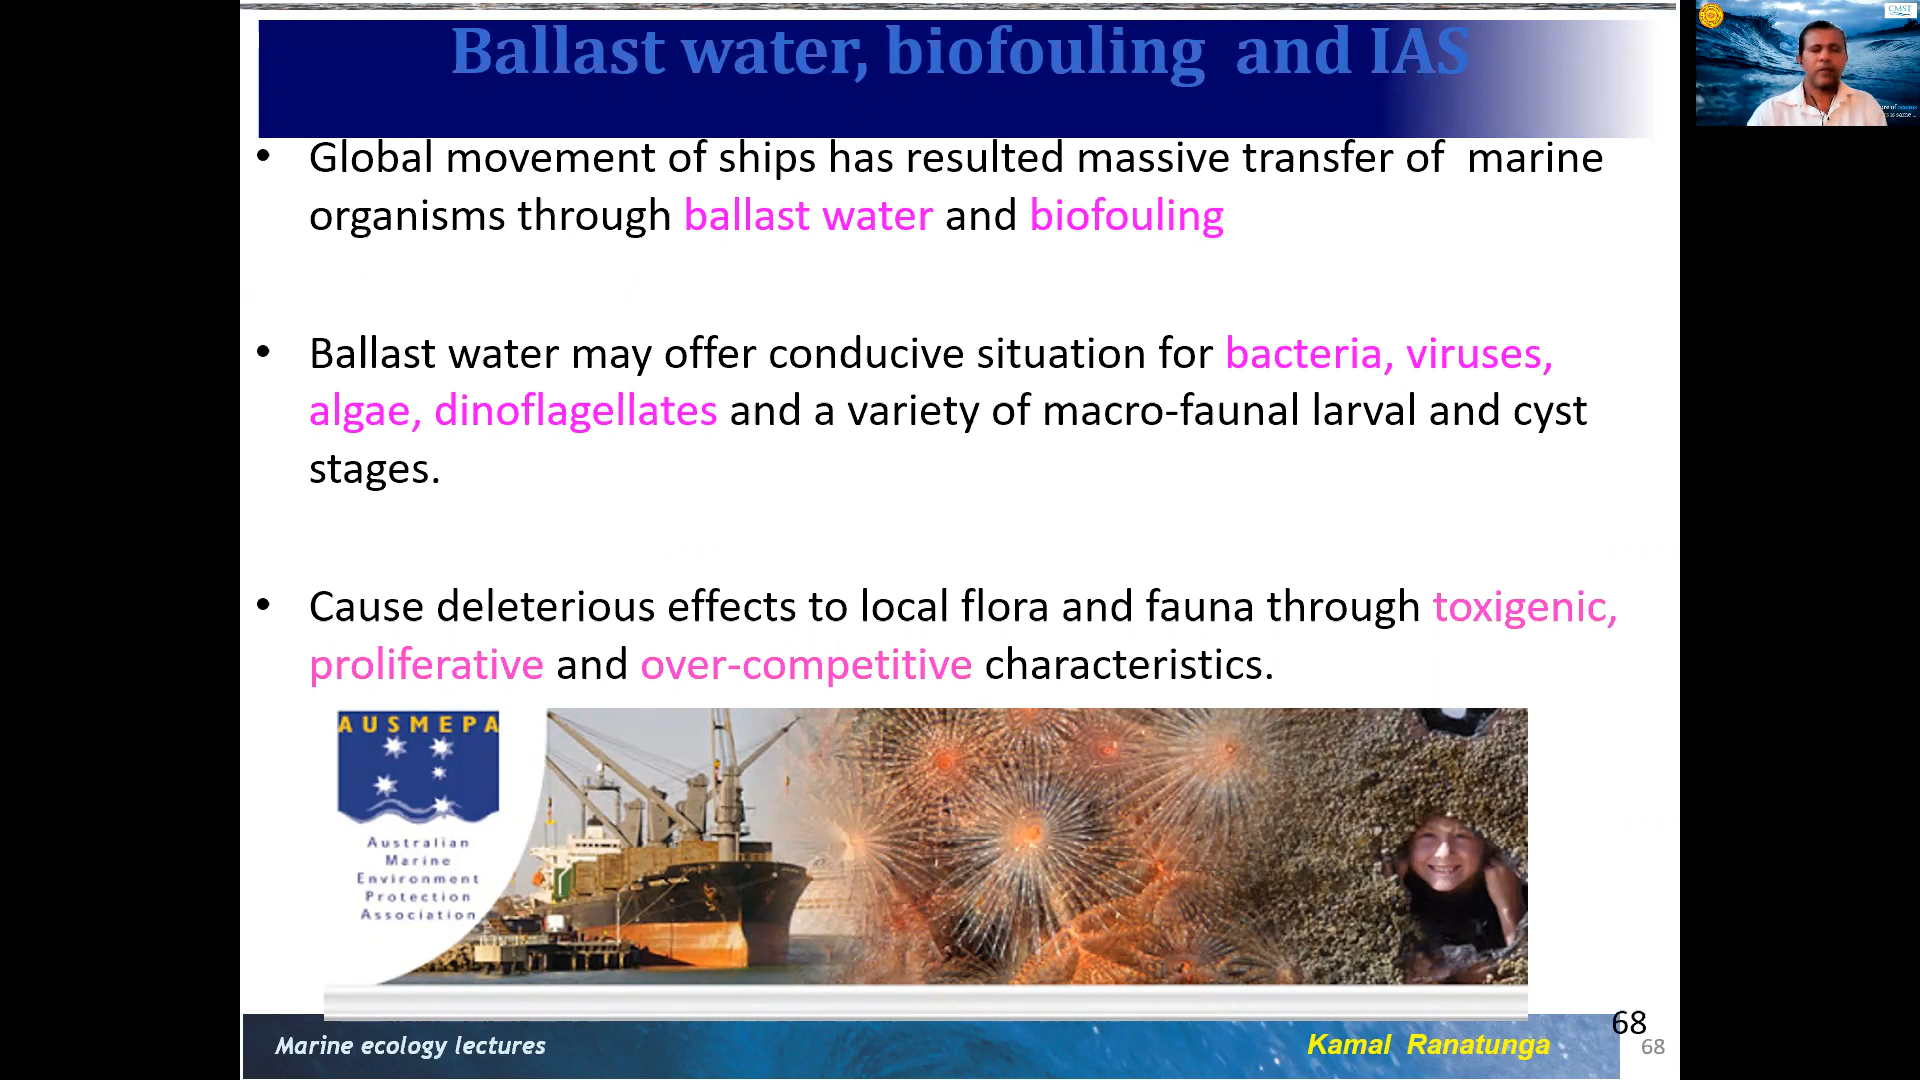 Ballast water, biofouling and IAS
• Global movement of ships has resulted massive transfer of marine
organisms through ballast water and biofouling
• Ballast water may offer conducive situation for bacteria, viruses,
algae, dinoflagellates and a variety of macro-faunal larval and cyst
stages.
• Cause deleterious effects to local flora and fauna through toxigenic,
proliferative and over-competitive characteristics.
AUSMEPA
Australian
Marine
Environment
Protection
Association
Marine ecology lectures
Kamal Ranatunga
68
68
CMST